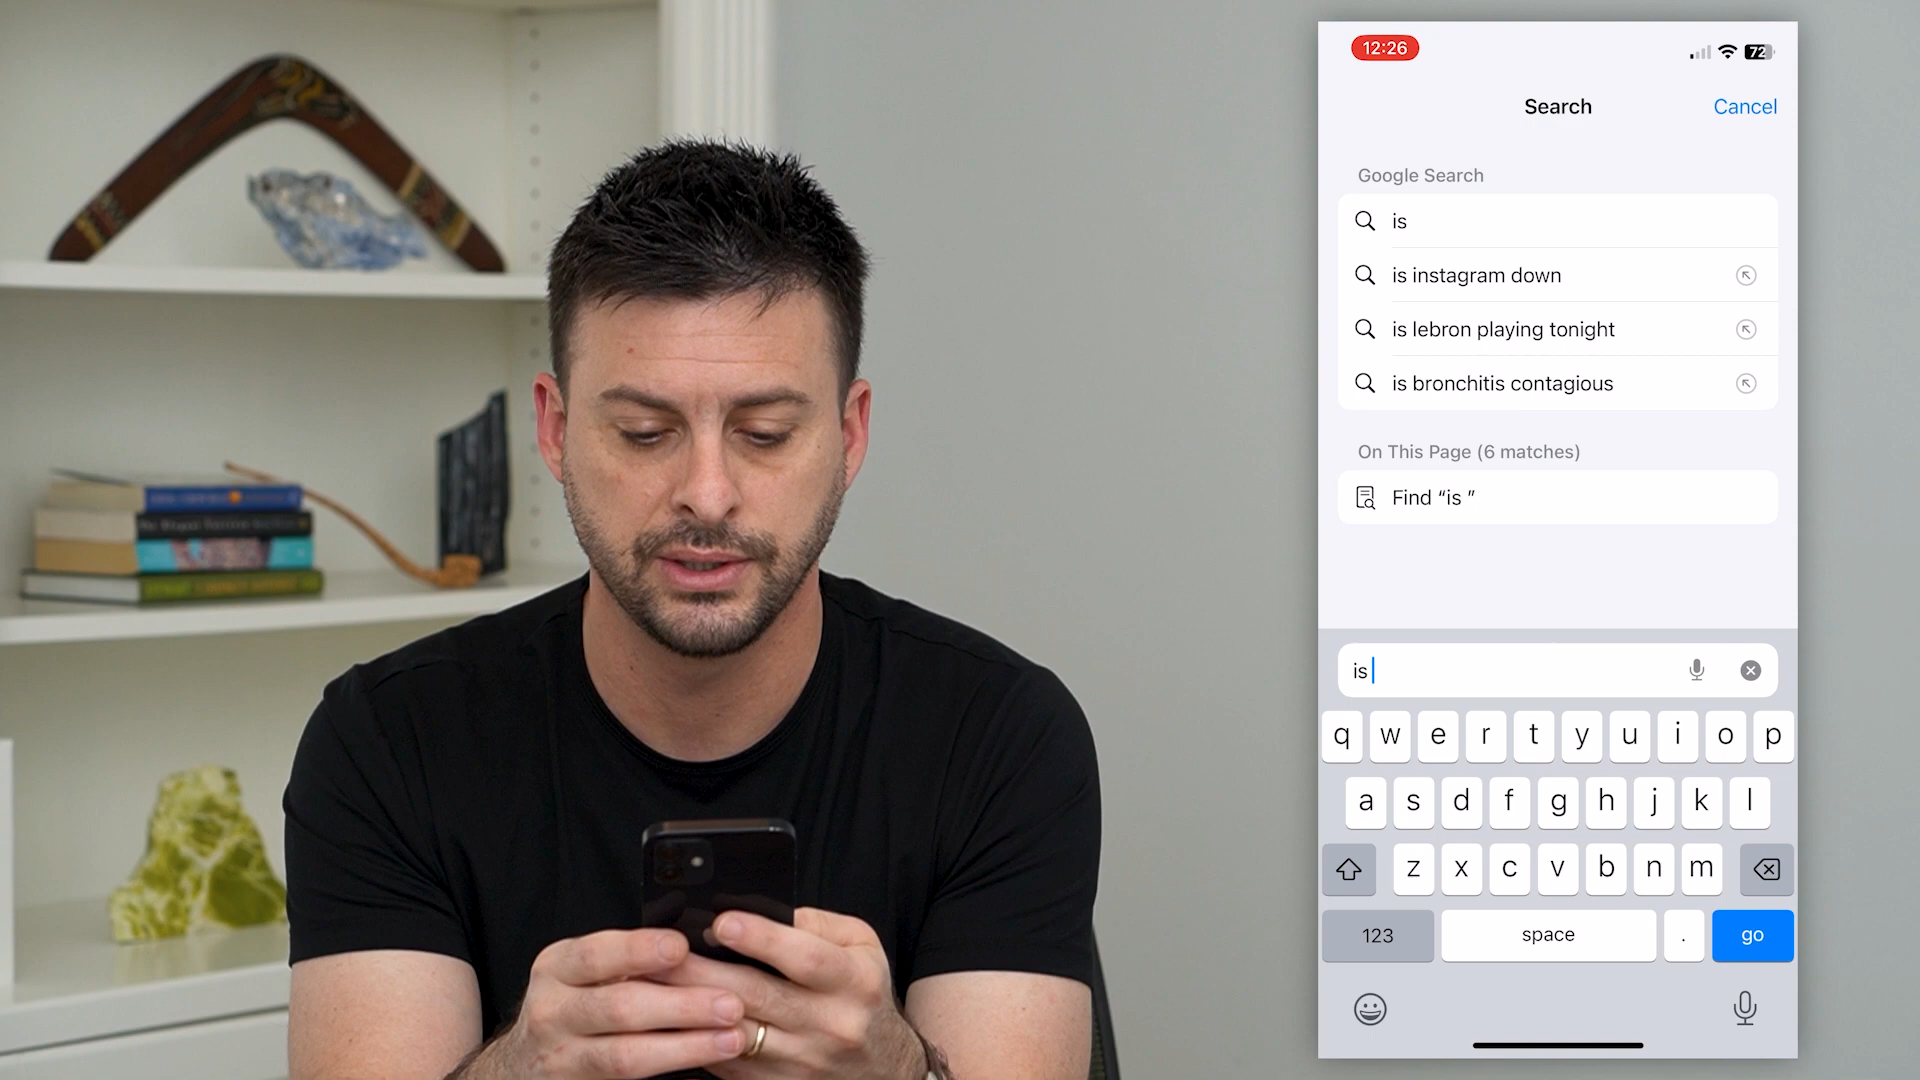 12:26
72
Search
Cancel
Google Search
is
is instagram down
is lebron playing tonight
is bronchitis contagious
On This Page (6 matches)
Find “is ”
is
q w e r t y u i o p
a s d f g h j k l
z x c v b n m
123 space . go